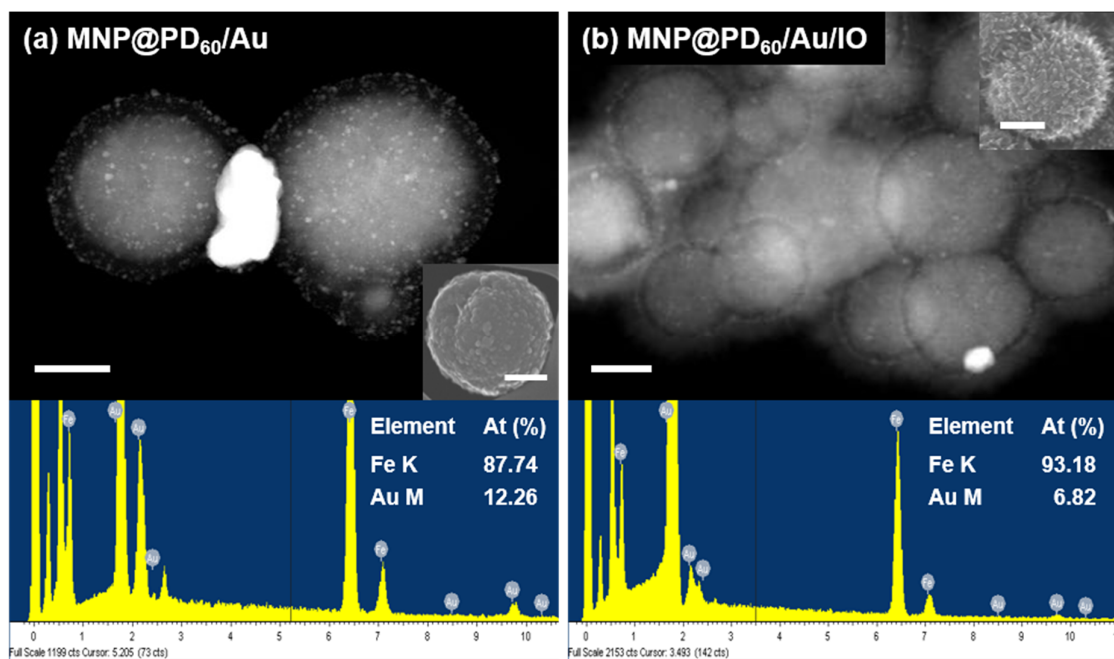 (a) MNP@PD60/Au
(b) MNP@PD60/Au/IO
Fe
Au
Au
Au
Fe
Fe
Au
Au
Au
Element At (%)
Fe K 87.74
Au M 12.26
0 1 2 3 4 5 6 7 8 9 10
Full Scale 1199 cts Cursor: 5.205 (73 cts)
Fe
Au
Au
Au
Fe
Fe
Au
Au
Au
Element At (%)
Fe K 93.18
Au M 6.82
0 1 2 3 4 5 6 7 8 9 10
Full Scale 2153 cts Cursor: 3.493 (142 cts)